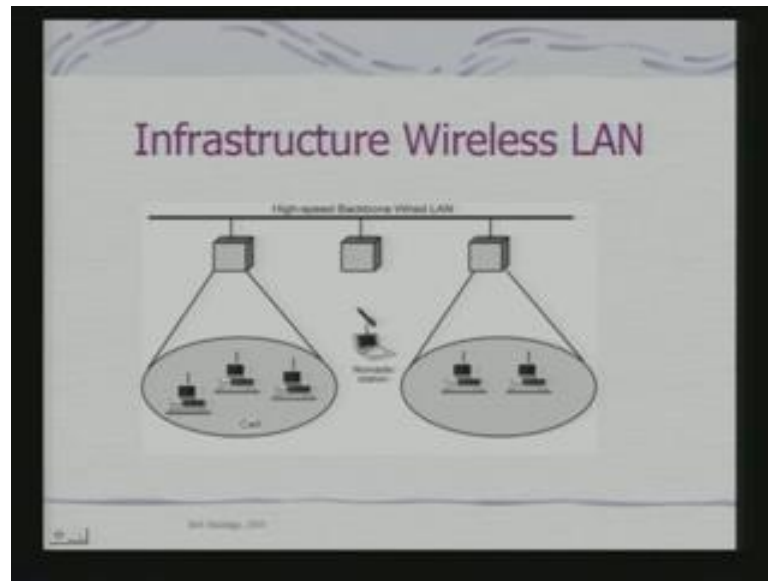 Infrastructure Wireless LAN
High-speed Backbone Wired LAN
Nomadic
station
Cell